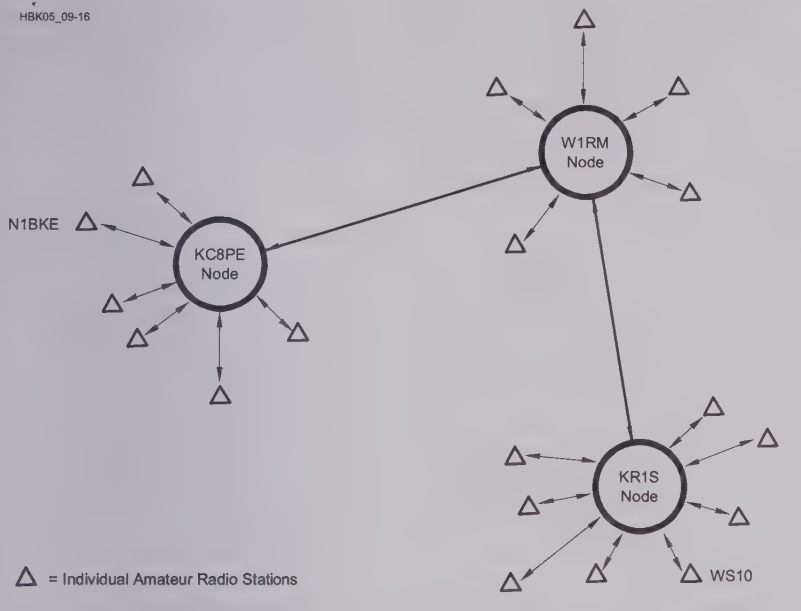 HBK05_09-16
W1RM
Node
N1BKE
KC8PE
Node
KR1S
Node
WS10
= Individual Amateur Radio Stations